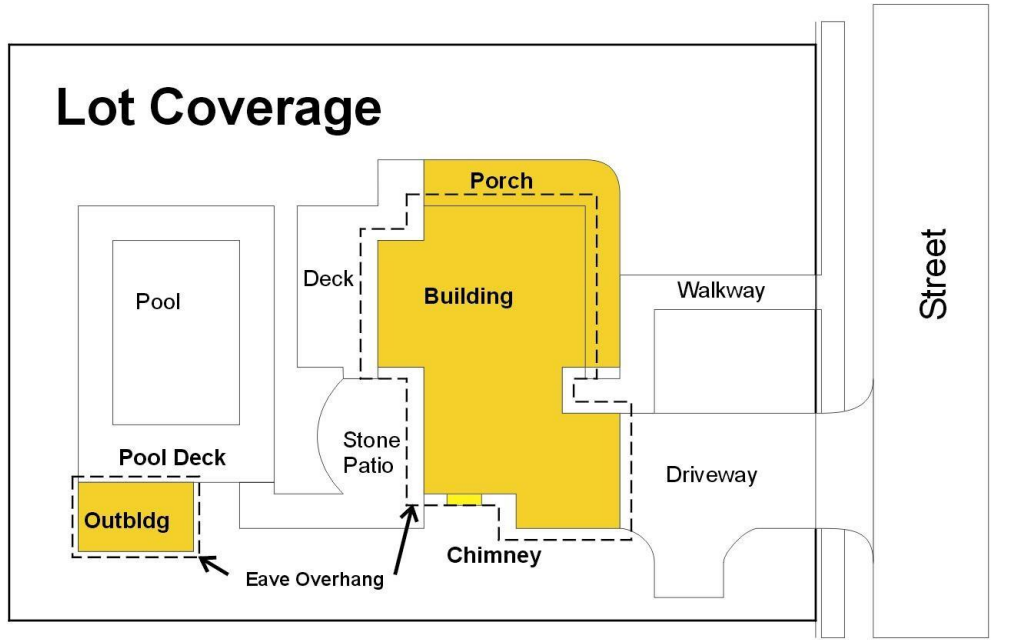 Lot Coverage
Porch
Deck
Building
Walkway
Street
Pool
Pool Deck
Stone
Patio
Driveway
Outbldg
Chimney
Eave Overhang